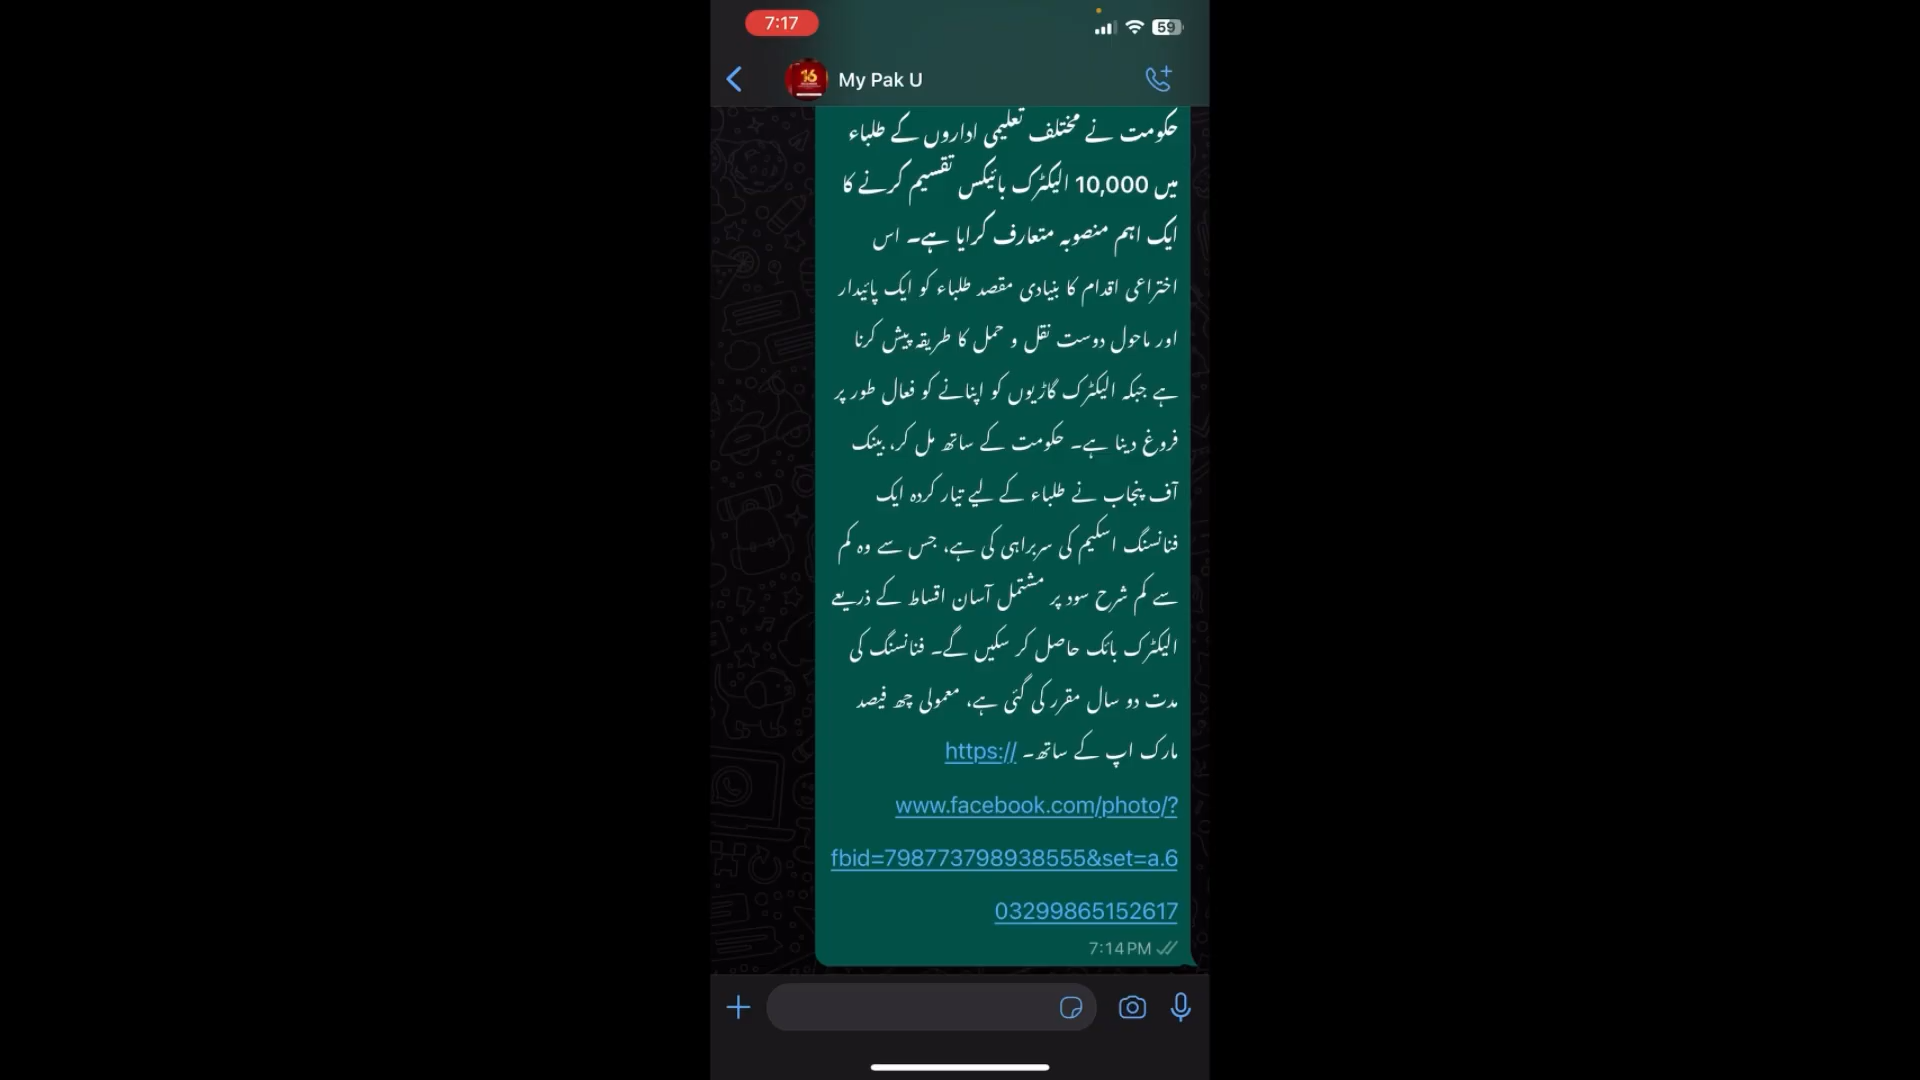 7:17
59
16
My Pak U
حکومت نے مختلف تعلیمی اداروں کے طلباء
میں 10,000 الیکٹرک بائیکس تقسیم کرنے کا
ایک اہم منصوبہ متعارف کرایا ہے۔ اس
اختراعی اقدام کا بنیادی مقصد طلباء کو ایک پائیدار
اور ماحول دوست نقل و حمل کا طریقہ پیش کرنا
ہے جبکہ الیکٹرک گاڑیوں کو اپنانے کو فعال طور پر
فروغ دینا ہے۔ حکومت کے ساتھ مل کر، بینک
آف پنجاب نے طلباء کے لیے تیار کردہ ایک
فنانسنگ اسکیم کی سربراہی کی ہے، جس سے وہ کم
سے کم شرح سود پر مشتمل آسان اقساط کے ذریعے
الیکٹرک بائک حاصل کر سکیں گے۔ فنانسنگ کی
مدت دو سال مقرر کی گئی ہے، معمولی چھ فیصد
مارک اپ کے ساتھ۔ https://
www.facebook.com/photo/?
fbid=798773798938555&set=a.6
03299865152617
7:14 PM